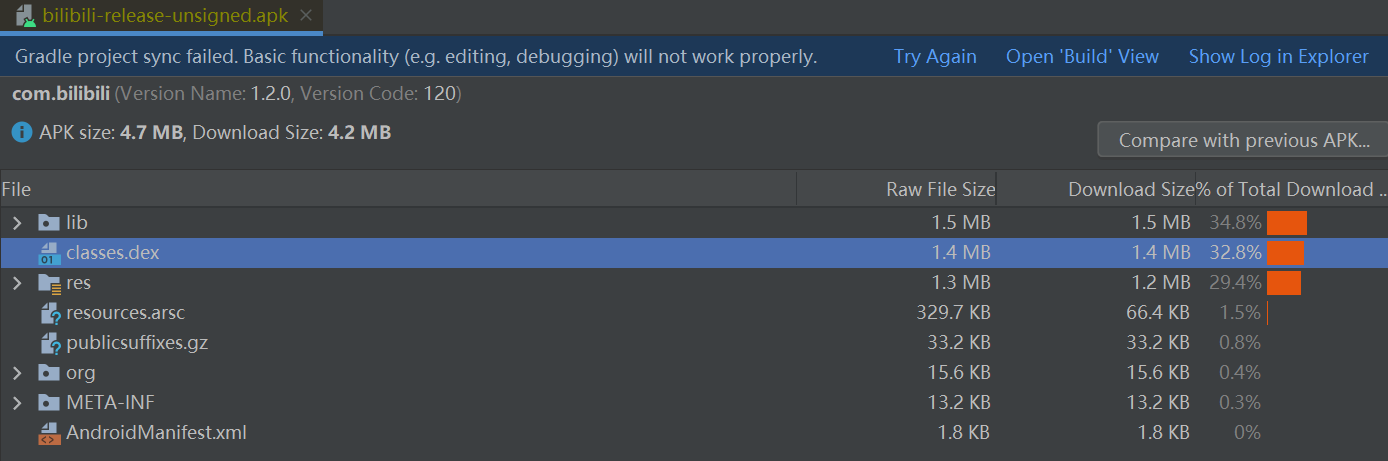 bilibili-release-unsigned.apk
Gradle project sync failed. Basic functionality (e.g. editing, debugging) will not work properly. Try Again Open 'Build' View Show Log in Explorer
com.bilibili (Version Name: 1.2.0, Version Code: 120)
APK size: 4.7 MB, Download Size: 4.2 MB
Compare with previous APK...
File Raw File Size Download Size % of Total Download ..
lib 1.5 MB 1.5 MB 34.8%
classes.dex 1.4 MB 1.4 MB 32.8%
res 1.3 MB 1.2 MB 29.4%
resources.arsc 329.7 KB 66.4 KB 1.5%
publicsuffixes.gz 33.2 KB 33.2 KB 0.8%
org 15.6 KB 15.6 KB 0.4%
META-INF 13.2 KB 13.2 KB 0.3%
AndroidManifest.xml 1.8 KB 1.8 KB 0%